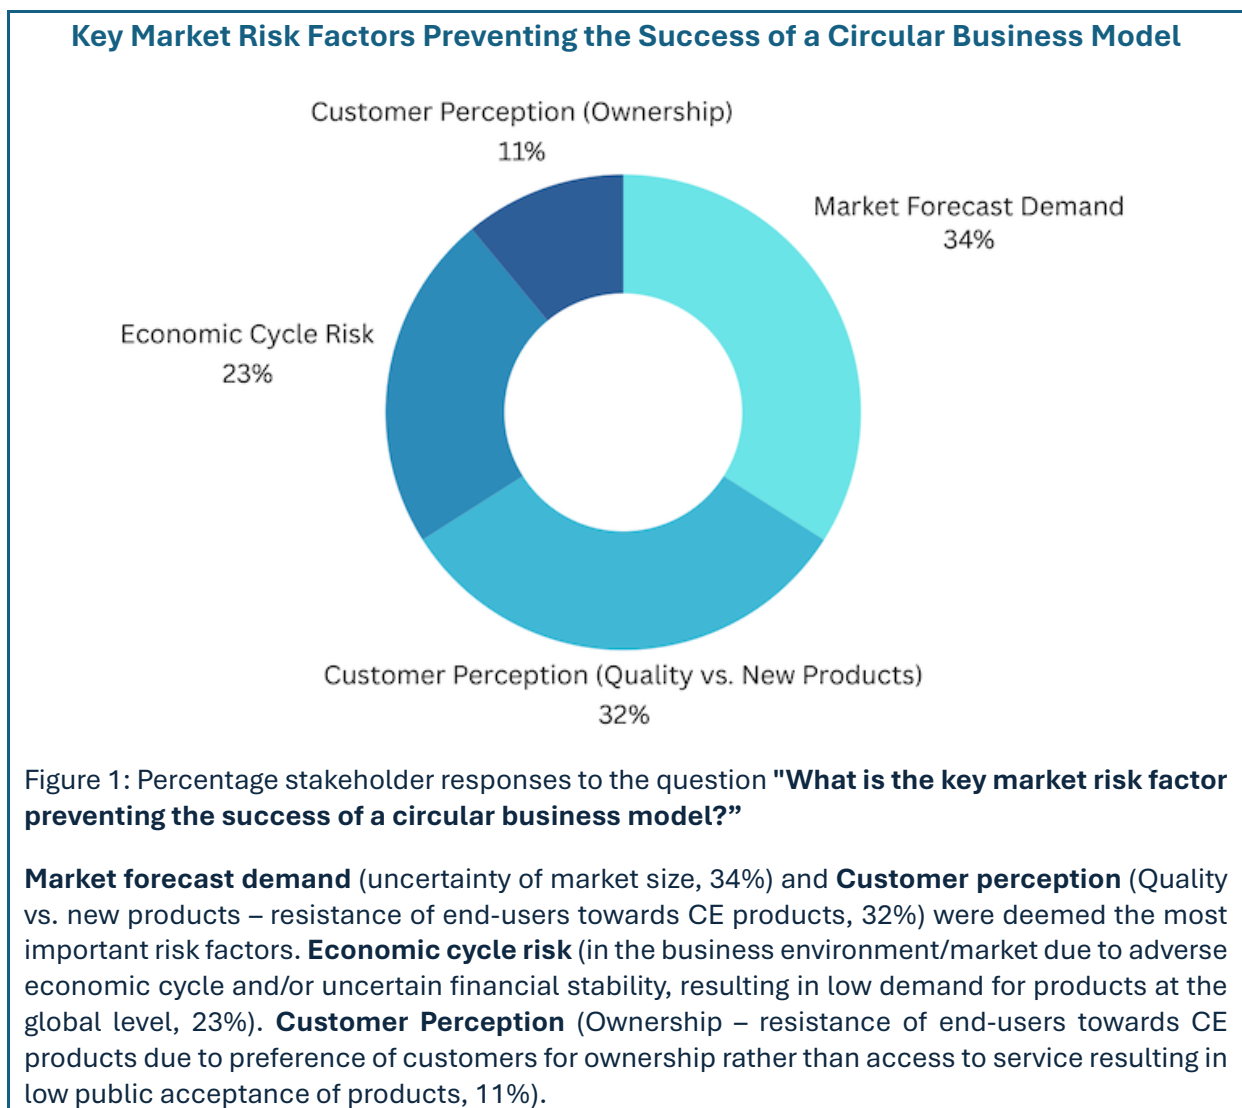 Key Market Risk Factors Preventing the Success of a Circular Business Model
Customer Perception (Ownership)
11%
Market Forecast Demand
34%
Economic Cycle Risk
23%
Customer Perception (Quality vs. New Products)
32%
Figure 1: Percentage stakeholder responses to the question "What is the key market risk factor
preventing the success of a circular business model?”
Market forecast demand (uncertainty of market size, 34%) and Customer perception (Quality
vs. new products – resistance of end-users towards CE products, 32%) were deemed the most
important risk factors. Economic cycle risk (in the business environment/market due to adverse
economic cycle and/or uncertain financial stability, resulting in low demand for products at the
global level, 23%). Customer Perception (Ownership – resistance of end-users towards CE
products due to preference of customers for ownership rather than access to service resulting in
low public acceptance of products, 11%).